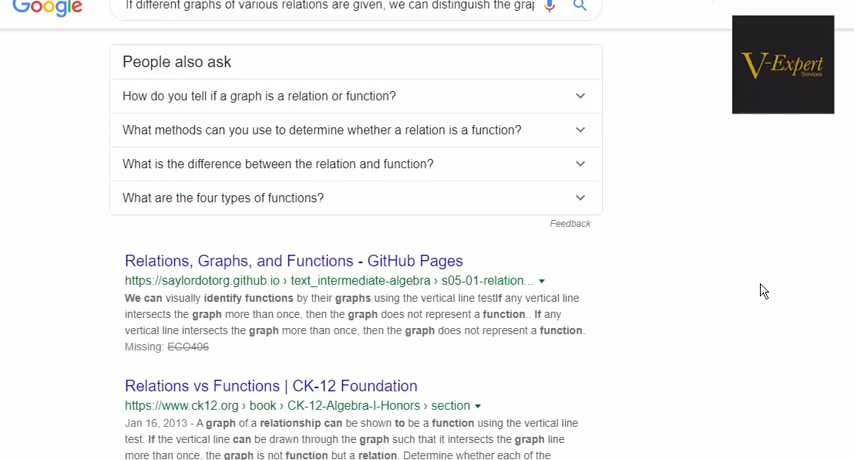 Google
If different graphs of various relations are given, we can distinguish the grap
V-Expert
Services
People also ask
How do you tell if a graph is a relation or function?
What methods can you use to determine whether a relation is a function?
What is the difference between the relation and function?
What are the four types of functions?
Feedback
Relations, Graphs, and Functions - GitHub Pages
https://saylordotorg.github.io › text_intermediate-algebra › s05-01-relation...
We can visually identify functions by their graphs using the vertical line testIf any vertical line
intersects the graph more than once, then the graph does not represent a function.. If any
vertical line intersects the graph more than once, then the graph does not represent a function.
Missing: ECO406
Relations vs Functions | CK-12 Foundation
https://www.ck12.org › book › CK-12-Algebra-I-Honors › section
Jan 16, 2013 - A graph of a relationship can be shown to be a function using the vertical line
test. If the vertical line can be drawn through the graph such that it intersects the graph line
more than once, the graph is not function but a relation. Determine whether each of the